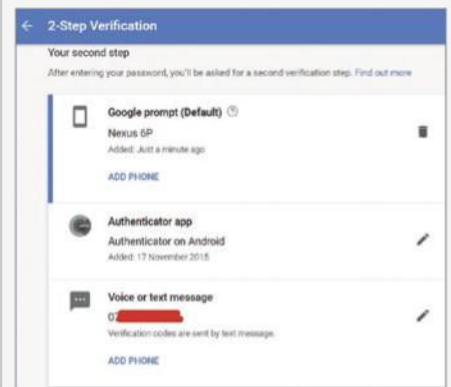 2-Step Verification
Your second step
After entering your password, you'll be asked for a second verification step. Find out more
Google prompt (Default)
Nexus 6P
Added: Just a minute ago
ADD PHONE
Authenticator app
Authenticator on Android
Added: 17 November 2015
Voice or text message
07
Verification codes are sent by text message.
ADD PHONE